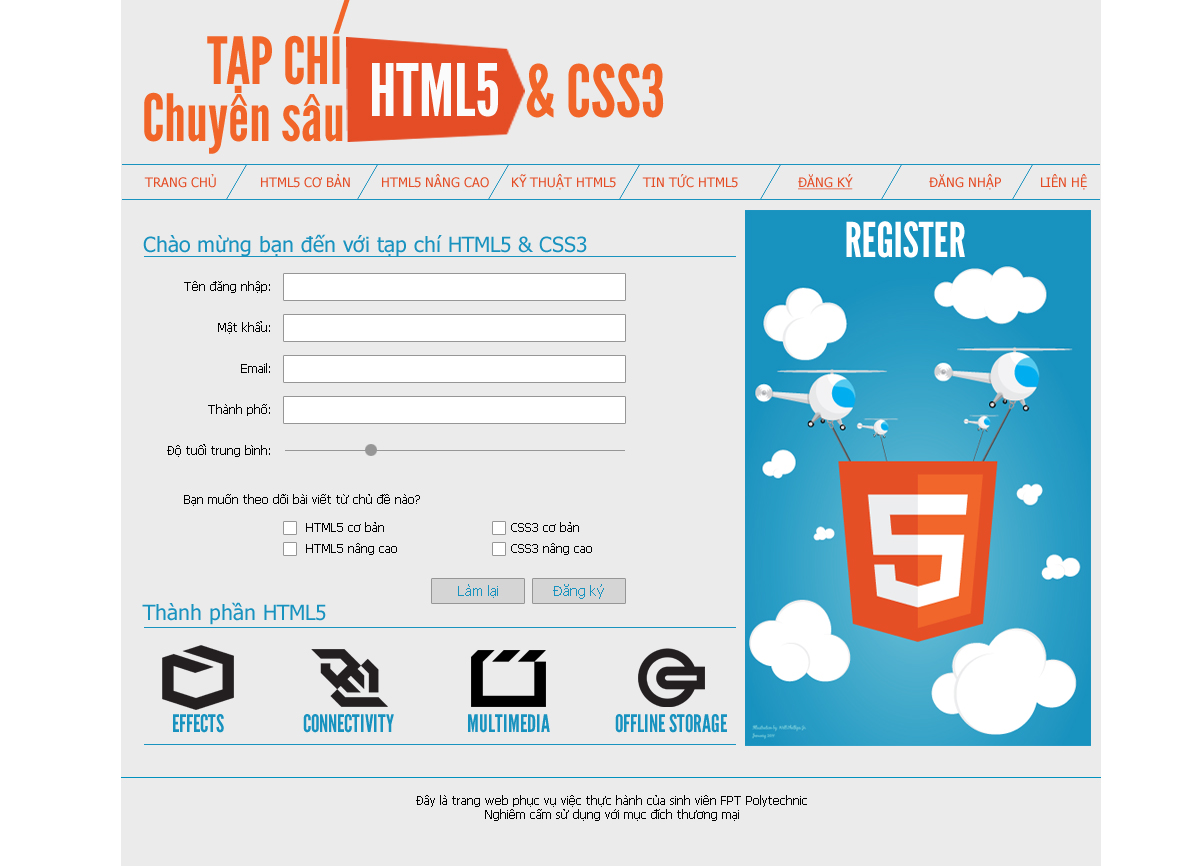 TẠP CHÍ
Chuyên sâu
HTML5 & CSS3
TRANG CHỦ HTML5 CƠ BẢN HTML5 NÂNG CAO KỸ THUẬT HTML5 TIN TỨC HTML5 ĐĂNG KÝ ĐĂNG NHẬP LIÊN HỆ
Chào mừng bạn đến với tạp chí HTML5 & CSS3
Tên đăng nhập:
Mật khẩu:
Email:
Thành phố:
Độ tuổi trung bình:
Bạn muốn theo dõi bài viết từ chủ đề nào?
HTML5 cơ bản CSS3 cơ bản
HTML5 nâng cao CSS3 nâng cao
Làm lại Đăng ký
Thành phần HTML5
EFFECTS CONNECTIVITY MULTIMEDIA OFFLINE STORAGE
REGISTER
5
Illustration by
January
Đây là trang web phục vụ việc thực hành của sinh viên FPT Polytechnic
Nghiêm cấm sử dụng với mục đích thương mại